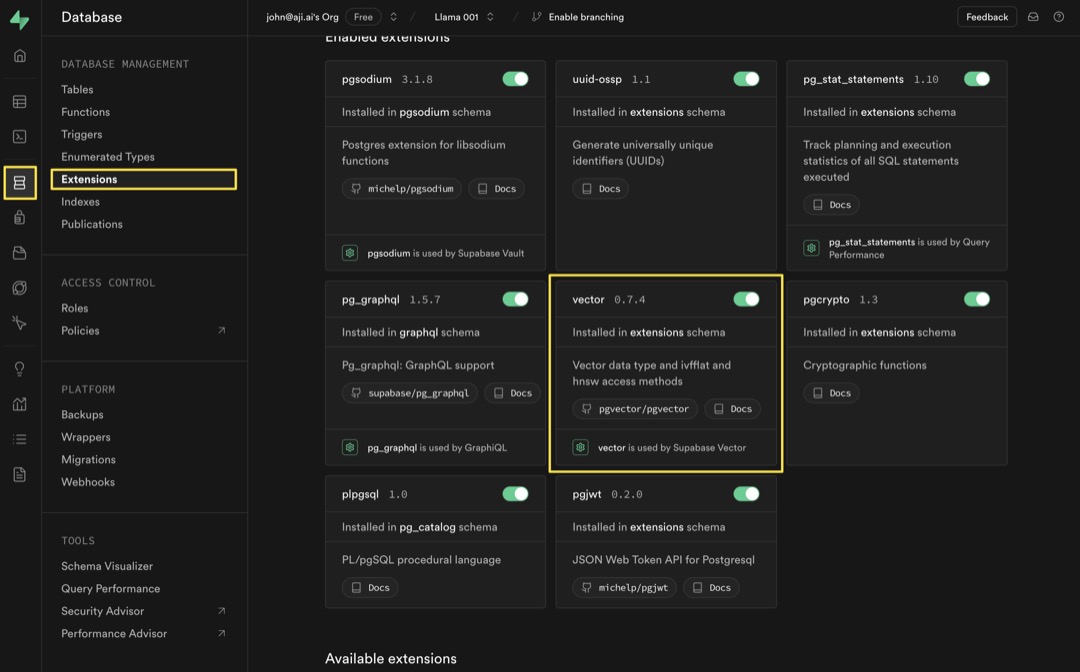 Database
john@aji.ai's Org Free / Llama 001 / Enable branching
Feedback
DATABASE MANAGEMENT
Tables
Functions
Triggers
Enumerated Types
Extensions
Indexes
Publications
ACCESS CONTROL
Roles
Policies
PLATFORM
Backups
Wrappers
Migrations
Webhooks
TOOLS
Schema Visualizer
Query Performance
Security Advisor
Performance Advisor
Enabled extensions
pgsodium 3.1.8
Installed in pgsodium schema
Postgres extension for libsodium
functions
michelp/pgsodium Docs
pgsodium is used by Supabase Vault
uuid-ossp 1.1
Installed in extensions schema
Generate universally unique
identifiers (UUIDs)
Docs
pg_stat_statements 1.10
Installed in extensions schema
Track planning and execution
statistics of all SQL statements
executed
Docs
pg_stat_statements is used by Query
Performance
pg_graphql 1.5.7
Installed in graphql schema
Pg_graphql: GraphQL support
supabase/pg_graphql Docs
pg_graphql is used by GraphiQL
vector 0.7.4
Installed in extensions schema
Vector data type and ivfflat and
hnsw access methods
pgvector/pgvector Docs
vector is used by Supabase Vector
pgcrypto 1.3
Installed in extensions schema
Cryptographic functions
Docs
plpgsql 1.0
Installed in pg_catalog schema
PL/pgSQL procedural language
Docs
pgjwt 0.2.0
Installed in extensions schema
JSON Web Token API for Postgresql
michelp/pgjwt Docs
Available extensions